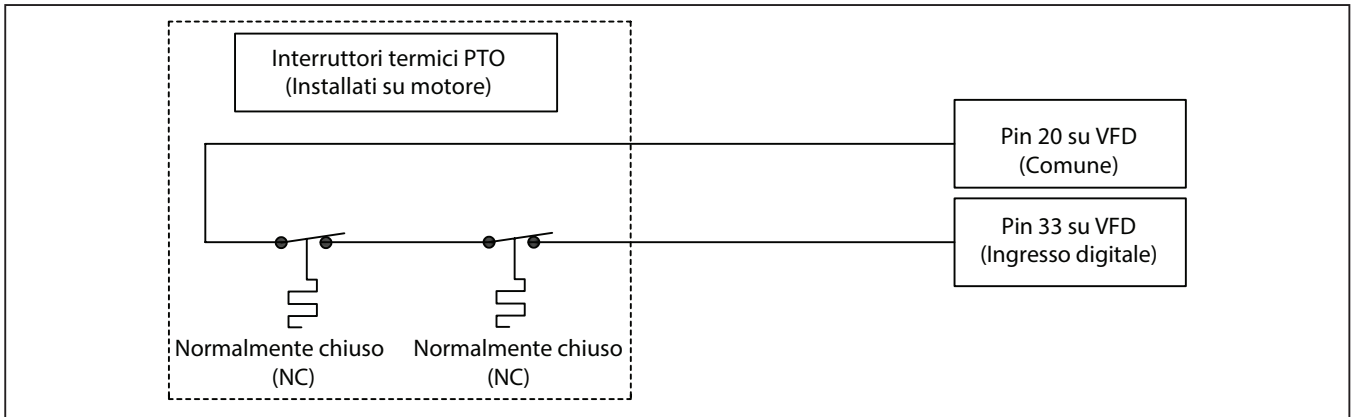 Interruttori termici PTO
(Installati su motore)
Pin 20 su VFD
(Comune)
Pin 33 su VFD
(Ingresso digitale)
Normalmente chiuso
(NC)
Normalmente chiuso
(NC)